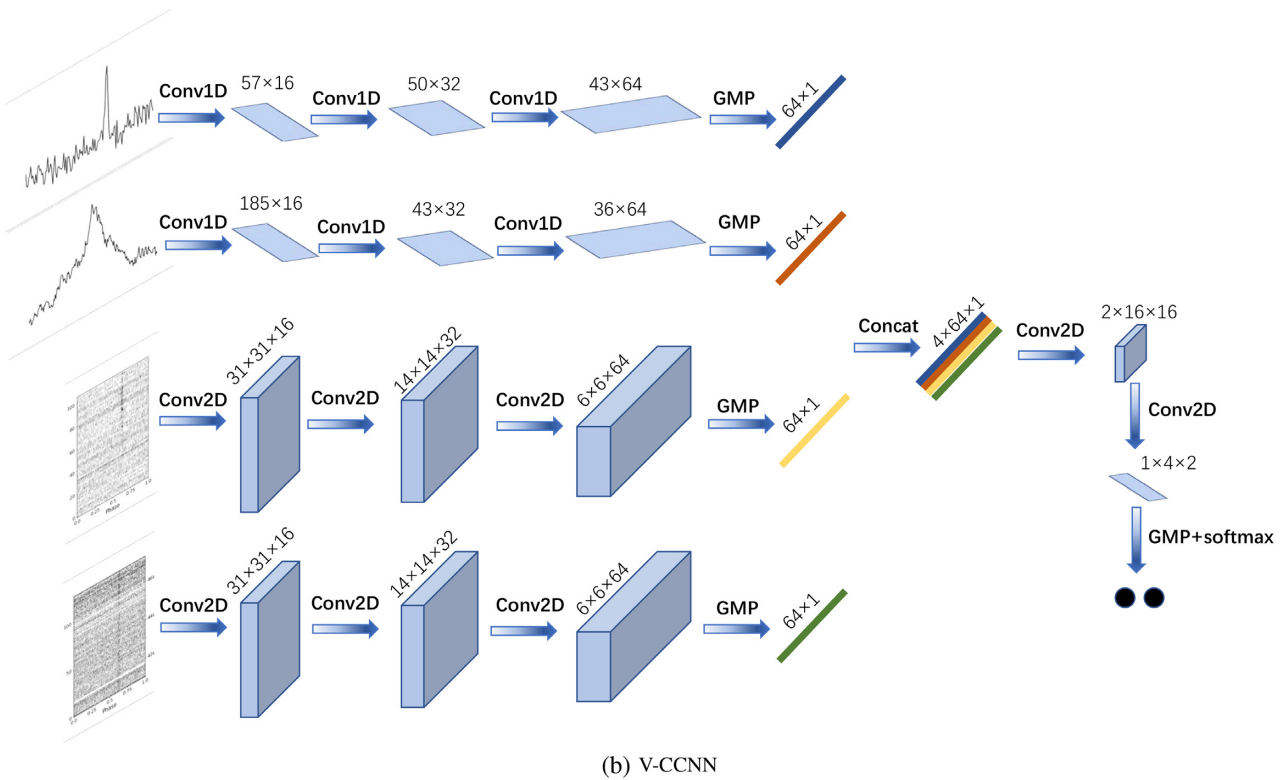 Conv1D 57×16 Conv1D 50×32 Conv1D 43×64 GMP 64×1
Conv1D 185×16 Conv1D 43×32 Conv1D 36×64 GMP 64×1
Conv2D 31×31×16 Conv2D 14×14×32 Conv2D 6×6×64 GMP 64×1
Phase
Conv2D 31×31×16 Conv2D 14×14×32 Conv2D 6×6×64 GMP 64×1
Phase
Concat 4×64×1 Conv2D 2×16×16
Conv2D
1×4×2
GMP+softmax
(b) V-CCNN